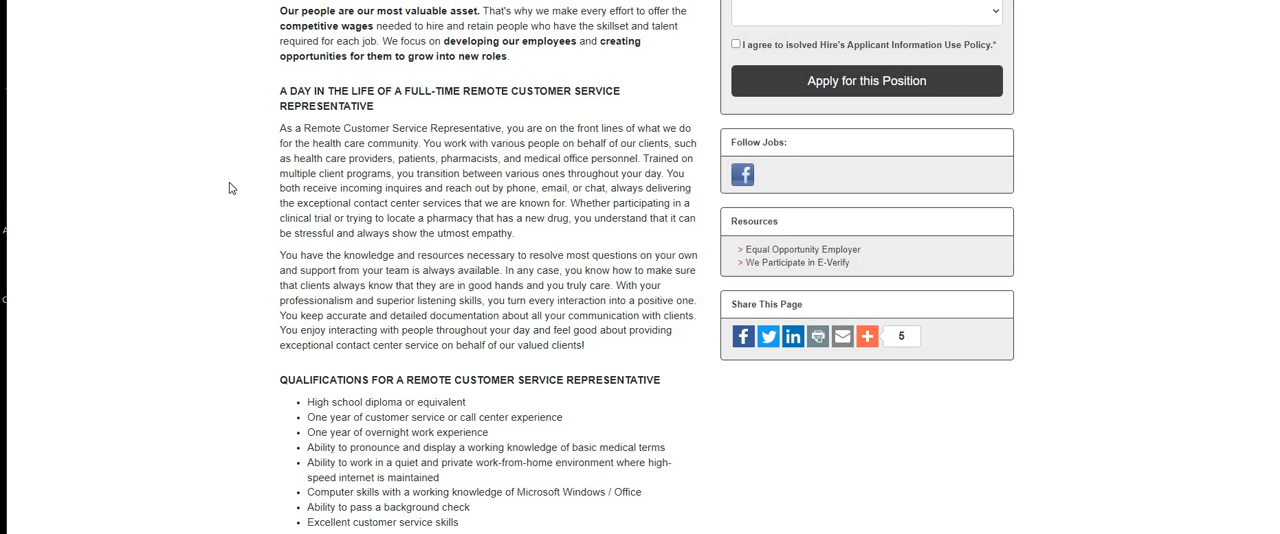 Our people are our most valuable asset. That's why we make every effort to offer the
competitive wages needed to hire and retain people who have the skillset and talent
required for each job. We focus on developing our employees and creating
opportunities for them to grow into new roles.
A DAY IN THE LIFE OF A FULL-TIME REMOTE CUSTOMER SERVICE
REPRESENTATIVE
As a Remote Customer Service Representative, you are on the front lines of what we do
for the health care community. You work with various people on behalf of our clients, such
as health care providers, patients, pharmacists, and medical office personnel. Trained on
multiple client programs, you transition between various ones throughout your day. You
both receive incoming inquires and reach out by phone, email, or chat, always delivering
the exceptional contact center services that we are known for. Whether participating in a
clinical trial or trying to locate a pharmacy that has a new drug, you understand that it can
be stressful and always show the utmost empathy.
You have the knowledge and resources necessary to resolve most questions on your own
and support from your team is always available. In any case, you know how to make sure
that clients always know that they are in good hands and you truly care. With your
professionalism and superior listening skills, you turn every interaction into a positive one.
You keep accurate and detailed documentation about all your communication with clients.
You enjoy interacting with people throughout your day and feel good about providing
exceptional contact center service on behalf of our valued clients!
QUALIFICATIONS FOR A REMOTE CUSTOMER SERVICE REPRESENTATIVE
• High school diploma or equivalent
• One year of customer service or call center experience
• One year of overnight work experience
• Ability to pronounce and display a working knowledge of basic medical terms
• Ability to work in a quiet and private work-from-home environment where high-
speed internet is maintained
• Computer skills with a working knowledge of Microsoft Windows / Office
• Ability to pass a background check
• Excellent customer service skills
I agree to isolved Hire's Applicant Information Use Policy.*
Apply for this Position
Follow Jobs:
Resources
> Equal Opportunity Employer
> We Participate in E-Verify
Share This Page
5